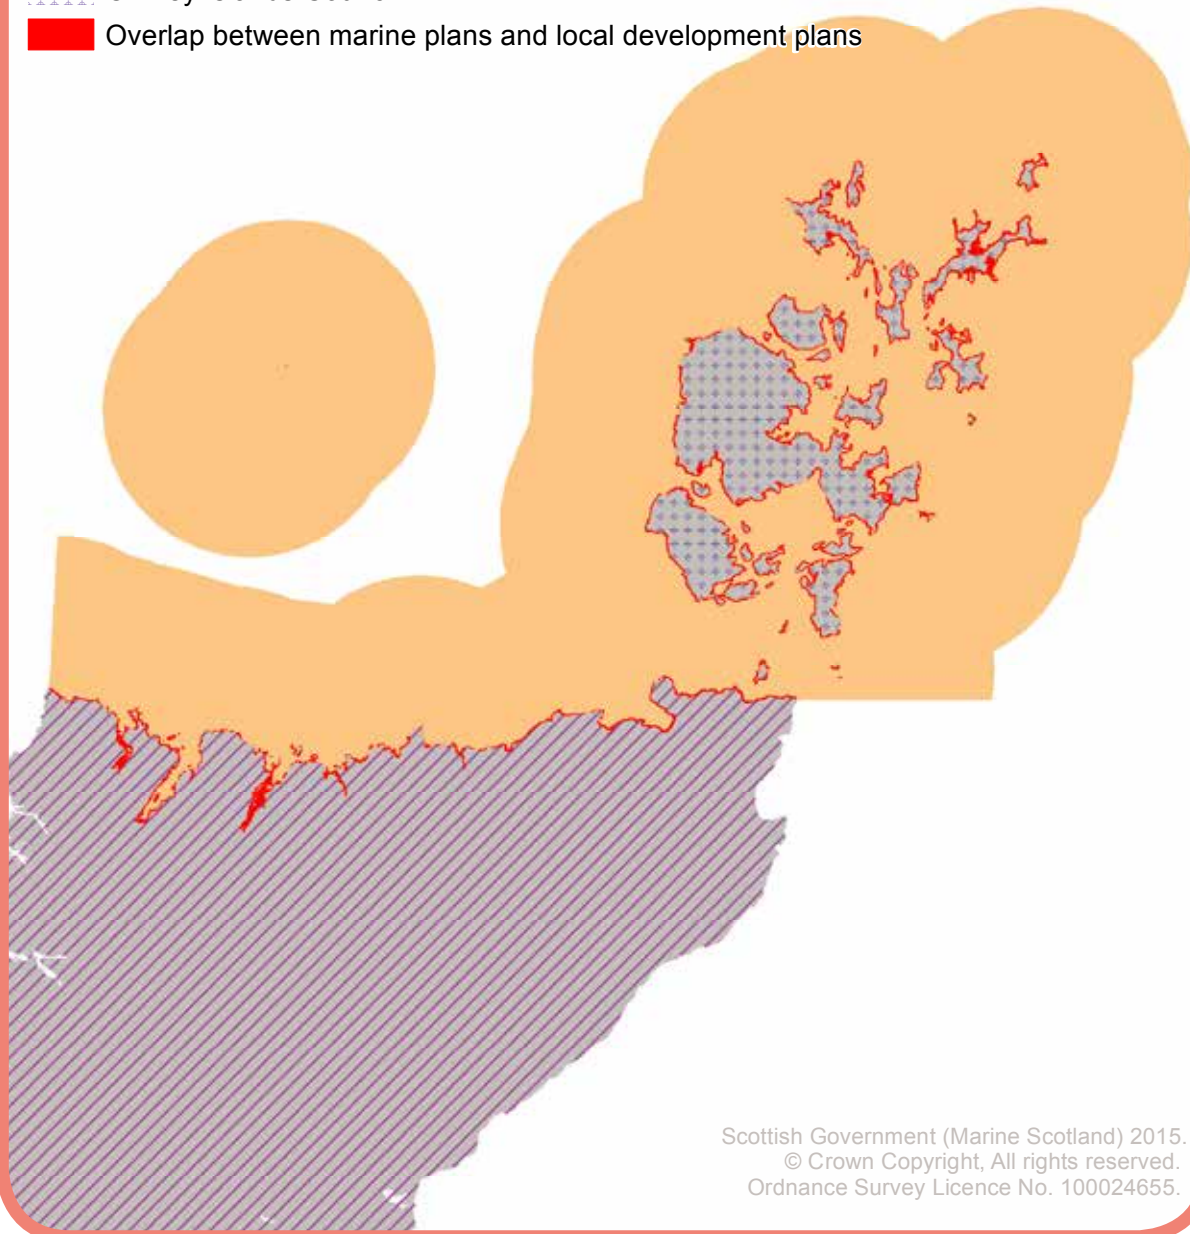 Overlap between marine plans and local development plans
Scottish Government (Marine Scotland) 2015.
© Crown Copyright, All rights reserved.
Ordnance Survey Licence No. 100024655.